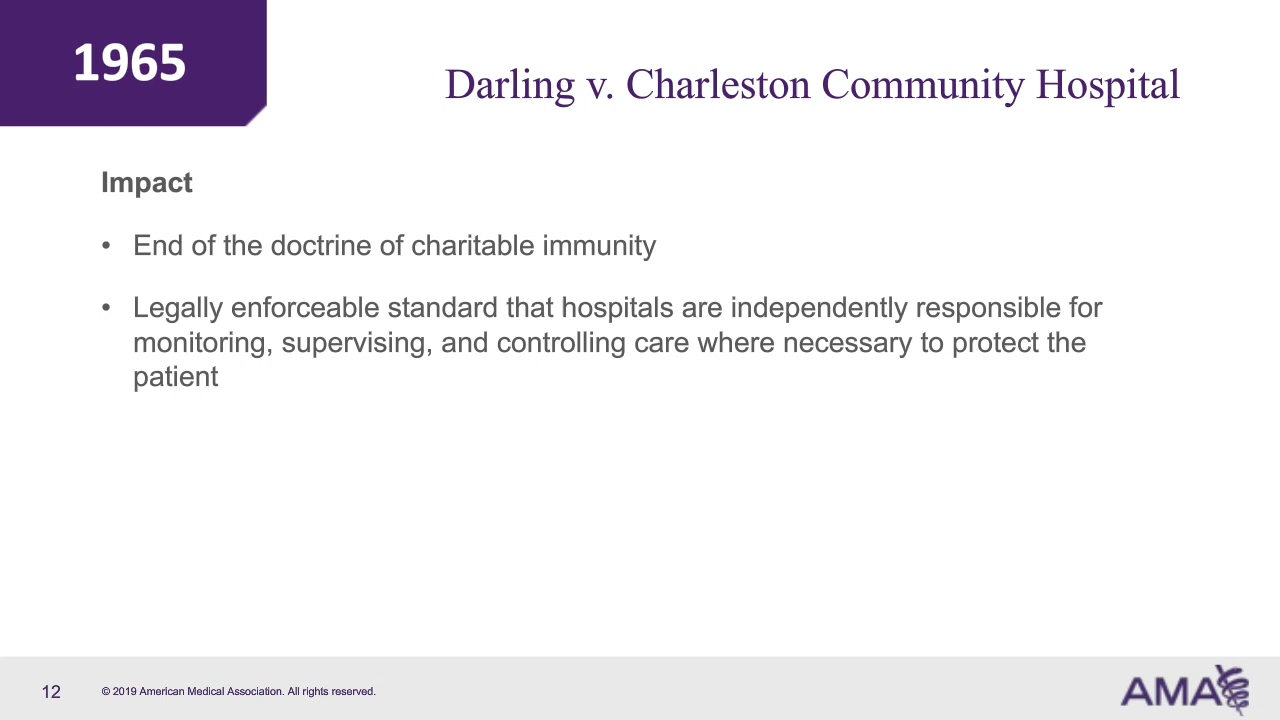 1965
Darling v. Charleston Community Hospital
Impact
• End of the doctrine of charitable immunity
• Legally enforceable standard that hospitals are independently responsible for
monitoring, supervising, and controlling care where necessary to protect the
patient
12
© 2019 American Medical Association. All rights reserved.
AMA